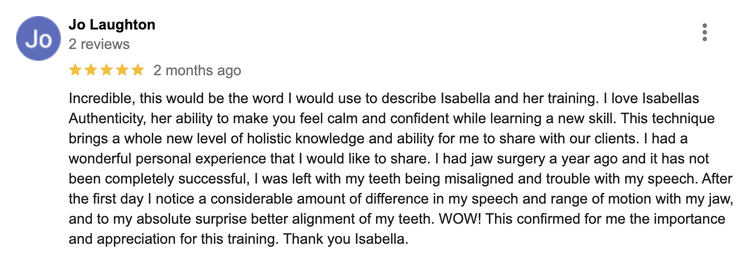 Jo
Jo Laughton
2 reviews
2 months ago
Incredible, this would be the word I would use to describe Isabella and her training. I love Isabellas
Authenticity, her ability to make you feel calm and confident while learning a new skill. This technique
brings a whole new level of holistic knowledge and ability for me to share with our clients. I had a
wonderful personal experience that I would like to share. I had jaw surgery a year ago and it has not
been completely successful, I was left with my teeth being misaligned and trouble with my speech. After
the first day I notice a considerable amount of difference in my speech and range of motion with my jaw,
and to my absolute surprise better alignment of my teeth. WOW! This confirmed for me the importance
and appreciation for this training. Thank you Isabella.